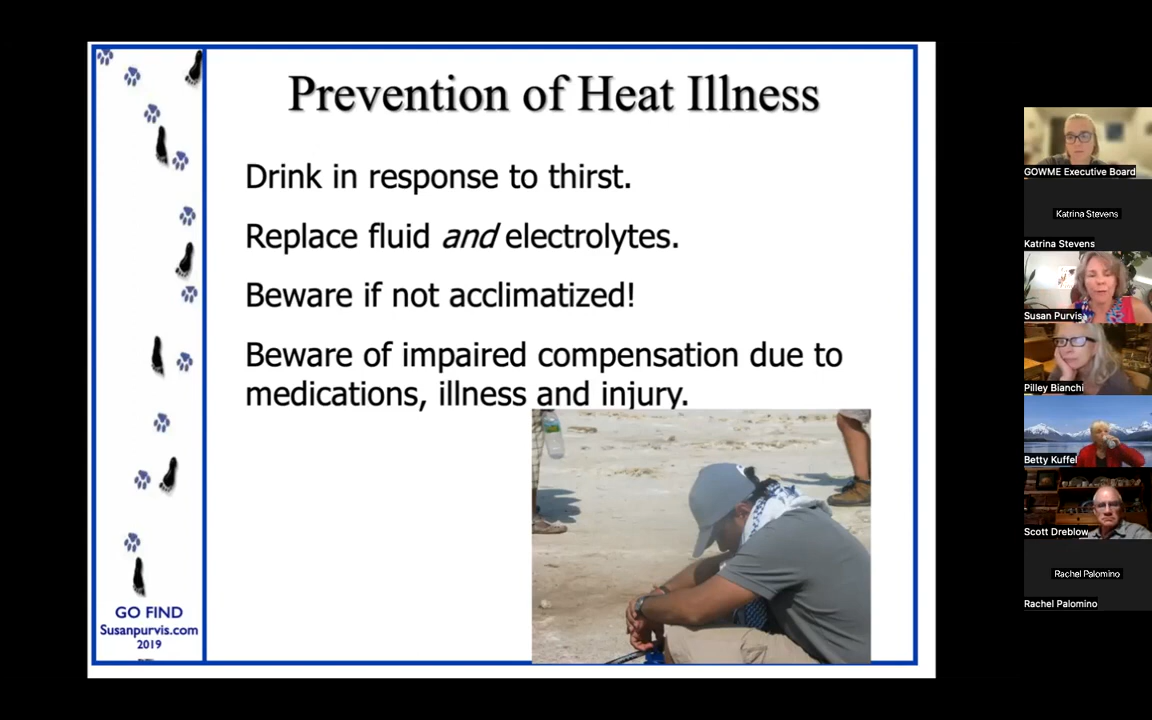 Prevention of Heat Illness
Drink in response to thirst.
Replace fluid and electrolytes.
Beware if not acclimatized!
Beware of impaired compensation due to
medications, illness and injury.
GO FIND
Susanpurvis.com
2019
GOWME Executive Board
Katrina Stevens
Katrina Stevens
Susan Purvis
Pilley Bianchi
Betty Kuffel
Scott Dreblow
Rachel Palomino
Rachel Palomino